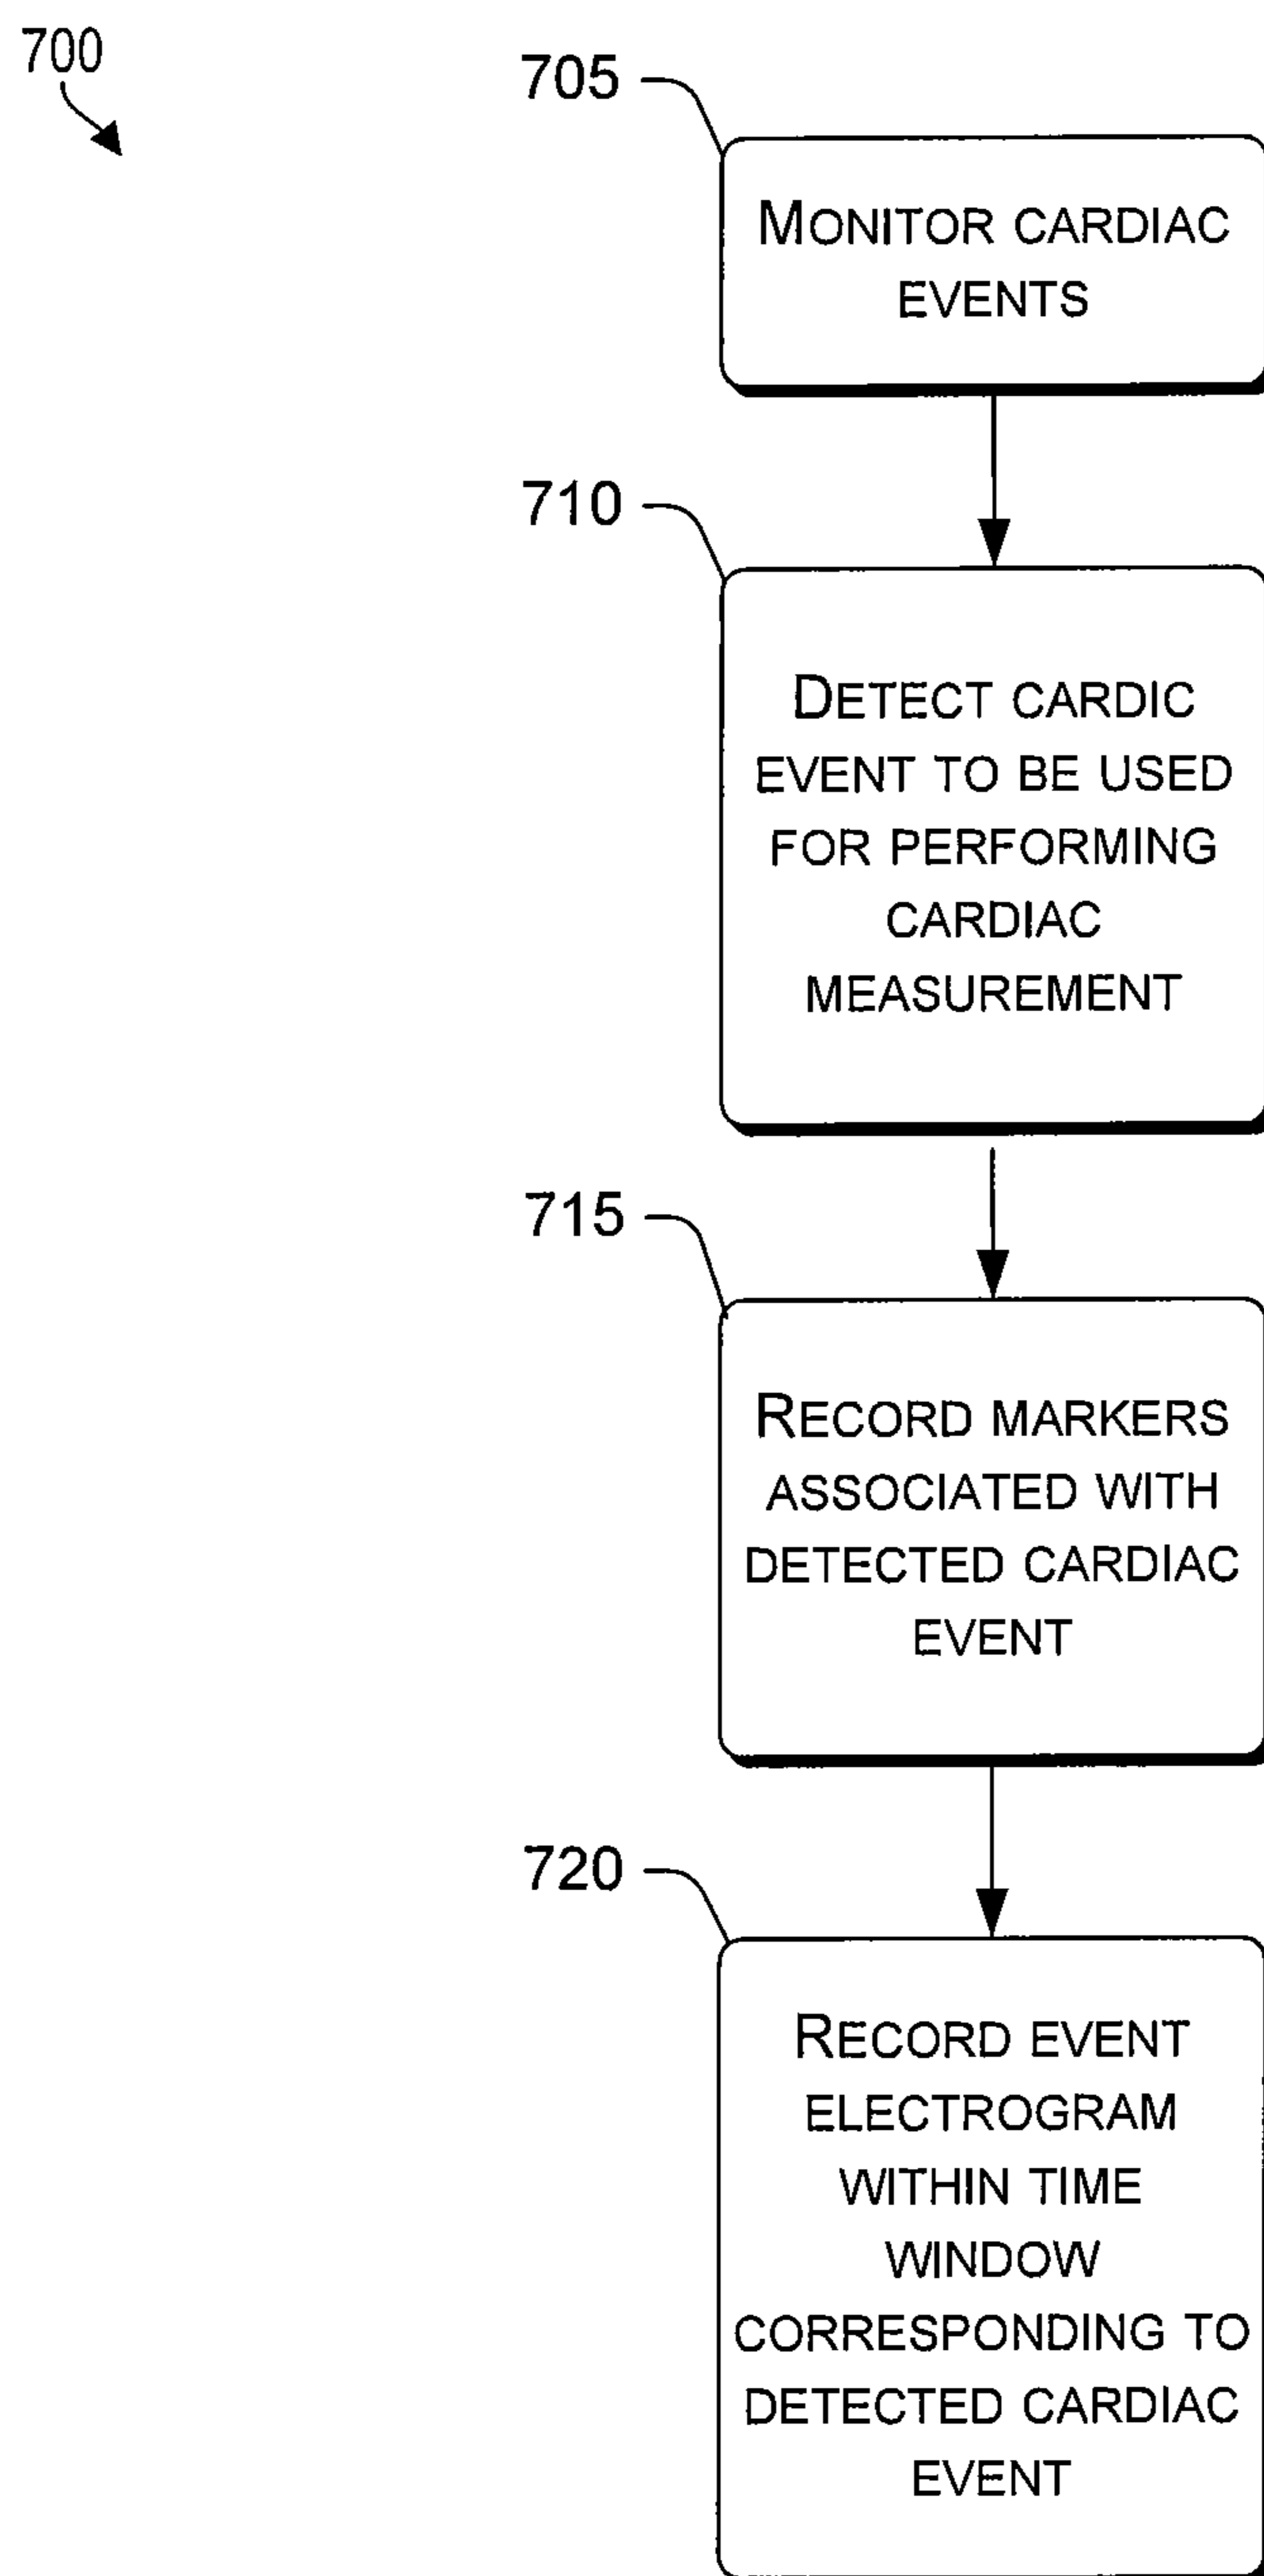 700
705
MONITOR CARDIAC
EVENTS
710
DETECT CARDIC
EVENT TO BE USED
FOR PERFORMING
CARDIAC
MEASUREMENT
715
RECORD MARKERS
ASSOCIATED WITH
DETECTED CARDIAC
EVENT
720
RECORD EVENT
ELECTROGRAM
WITHIN TIME
WINDOW
CORRESPONDING TO
DETECTED CARDIAC
EVENT